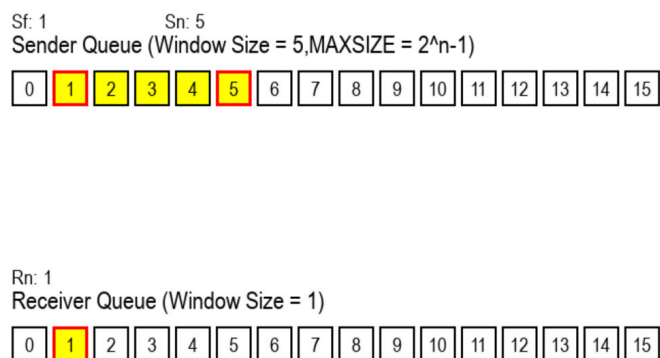 Sf: 1 Sn: 5
Sender Queue (Window Size = 5,MAXSIZE = 2^n-1)
0 1 2 3 4 5 6 7 8 9 10 11 12 13 14 15
Rn: 1
Receiver Queue (Window Size = 1)
0 1 2 3 4 5 6 7 8 9 10 11 12 13 14 15